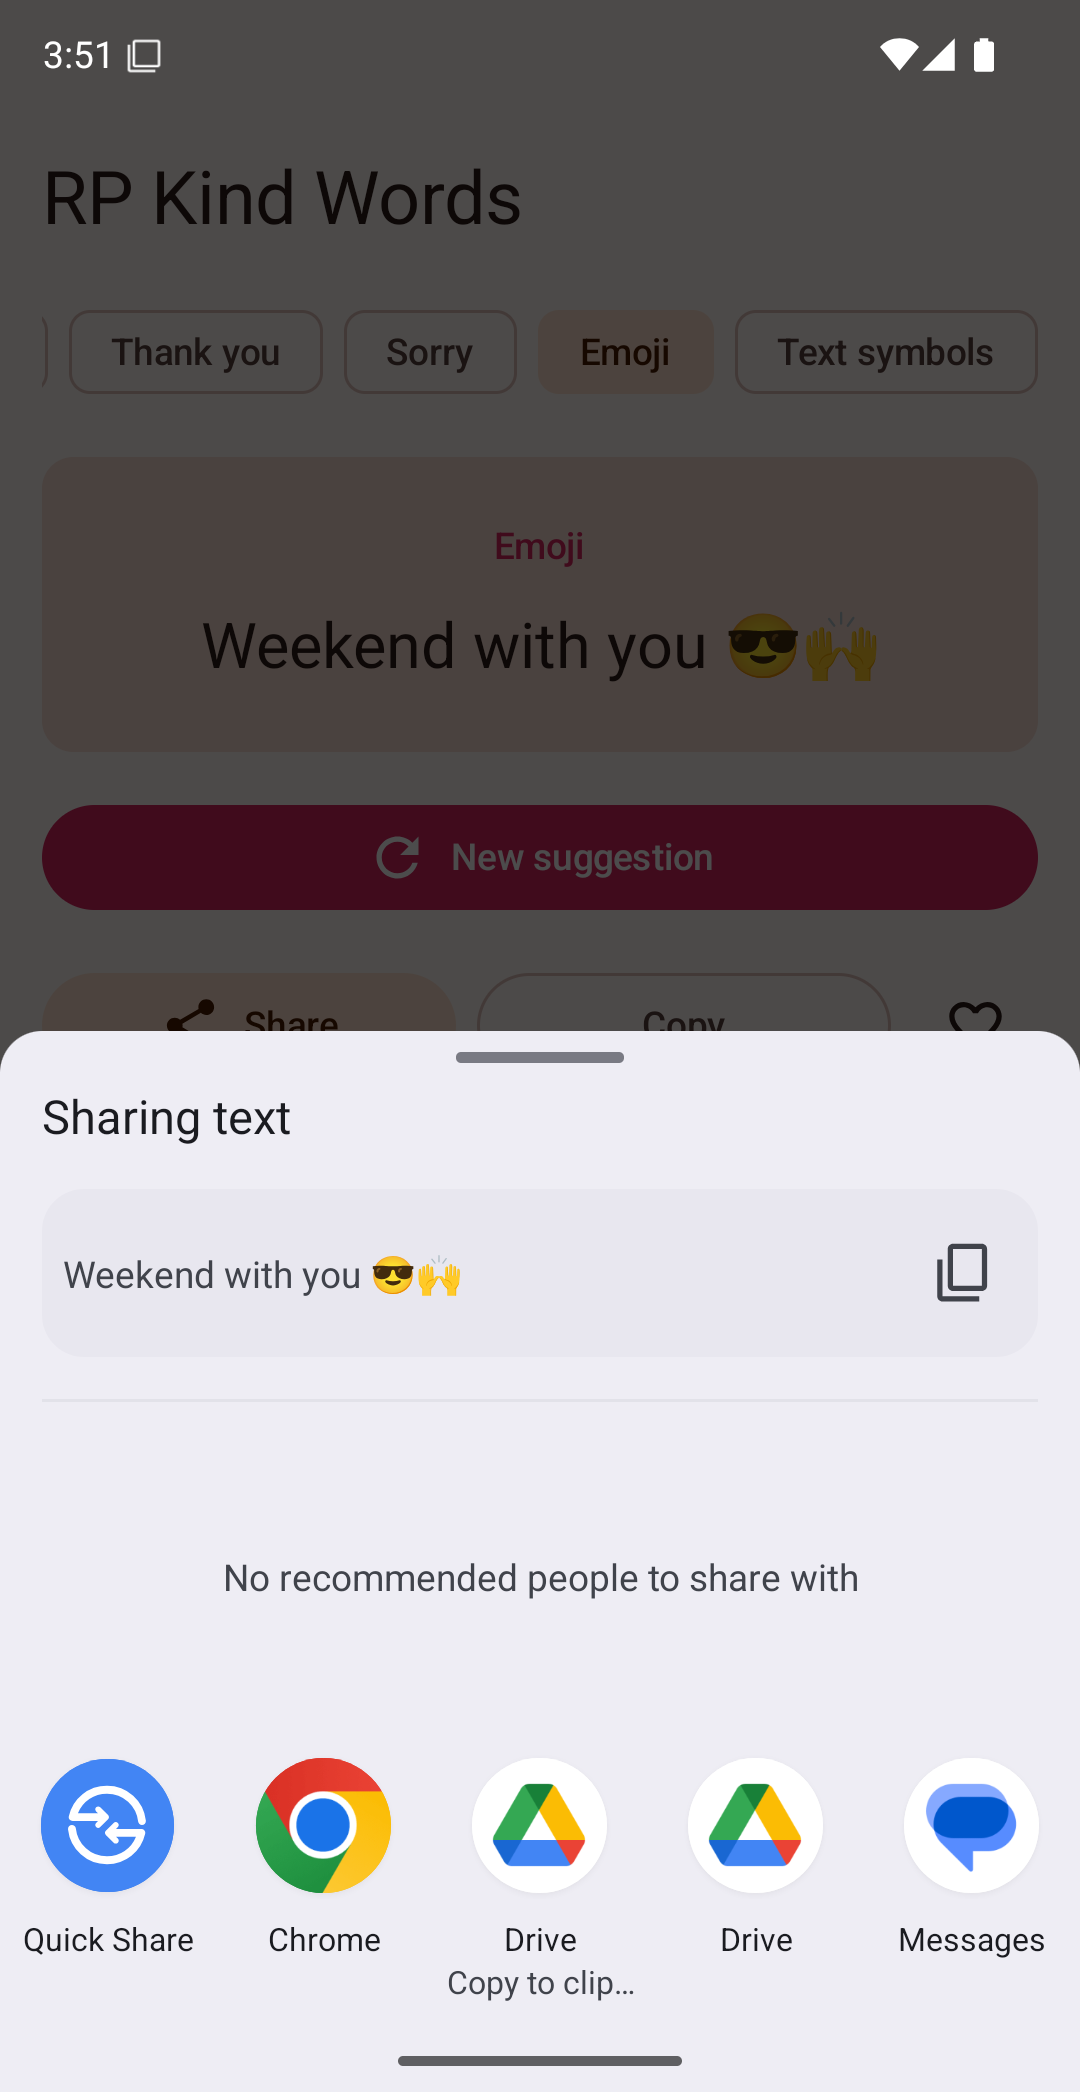 3:51
RP Kind Words
Thank you
Sorry
Emoji
Text symbols
Emoji
Weekend with you 😎🙌
New suggestion
Share
Copy
Sharing text
Weekend with you 😎🙌
No recommended people to share with
Quick Share
Chrome
Drive
Copy to clip...
Drive
Messages